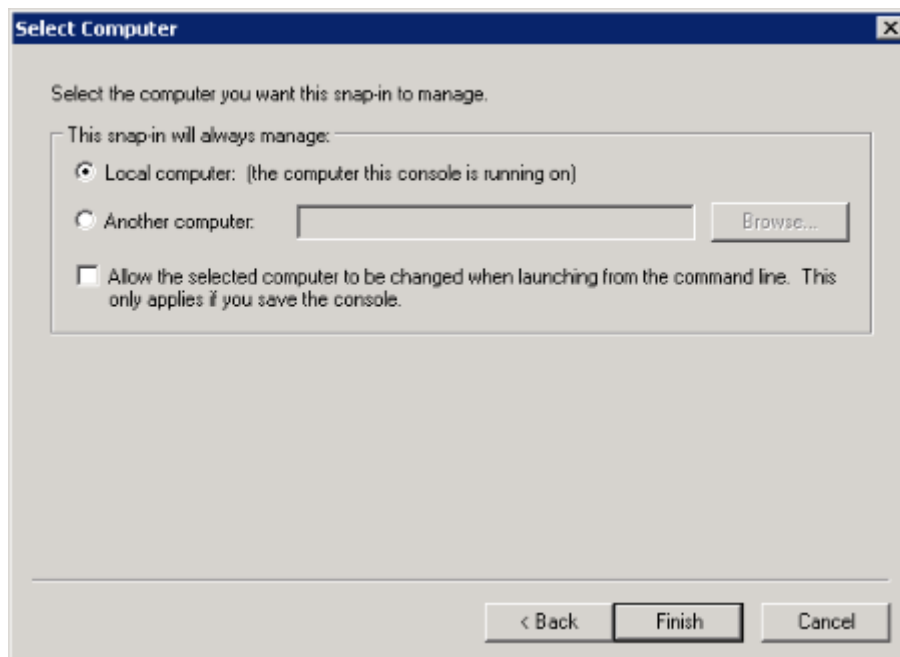 Select Computer
Select the computer you want this snap-in to manage.
This snap-in will always manage:
Local computer: (the computer this console is running on)
Another computer:
Browse...
Allow the selected computer to be changed when launching from the command line. This
only applies if you save the console.
< Back
Finish
Cancel